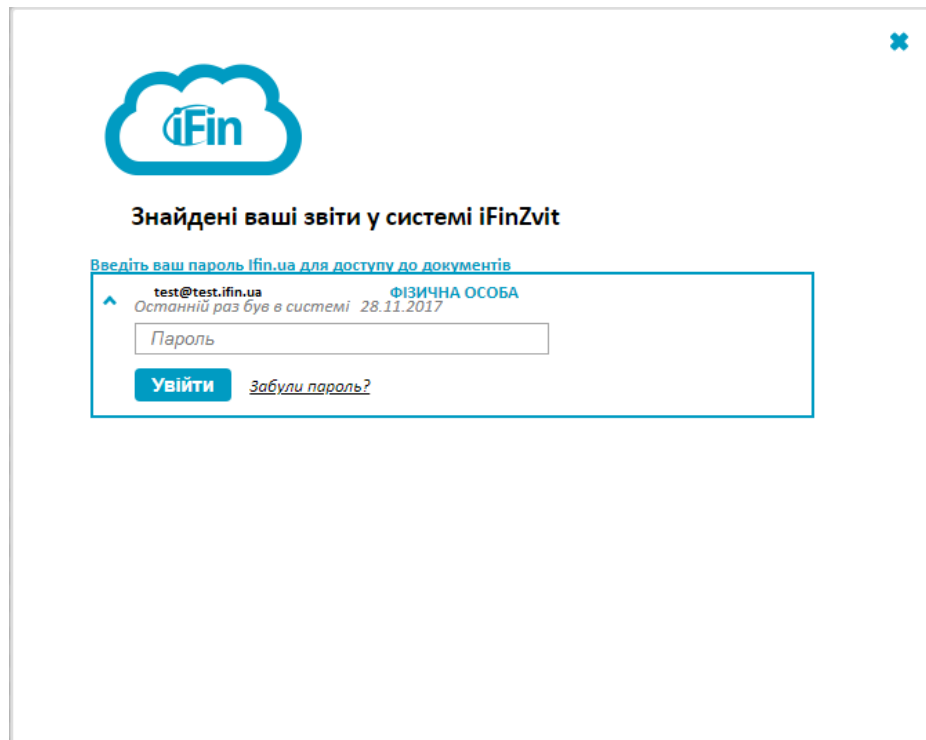 iFin
Знайдені ваші звіти у системі iFinZvit
Введіть ваш пароль Ifin.ua для доступу до документів
test@test.ifin.ua ФІЗИЧНА ОСОБА
Останній раз був в системі 28.11.2017
Пароль
Увійти Забули пароль?